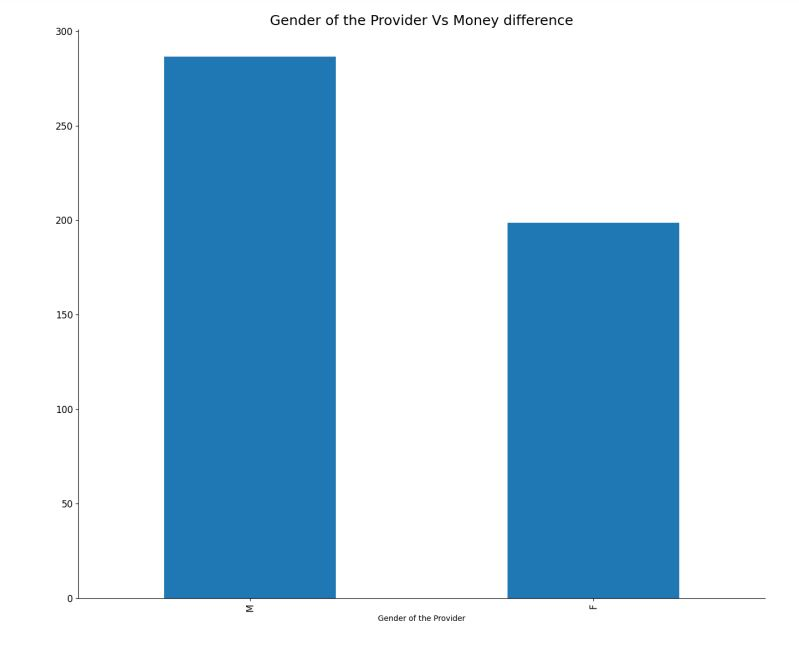 Gender of the Provider Vs Money difference
300
250
200
150
100
50
0
M
F
Gender of the Provider